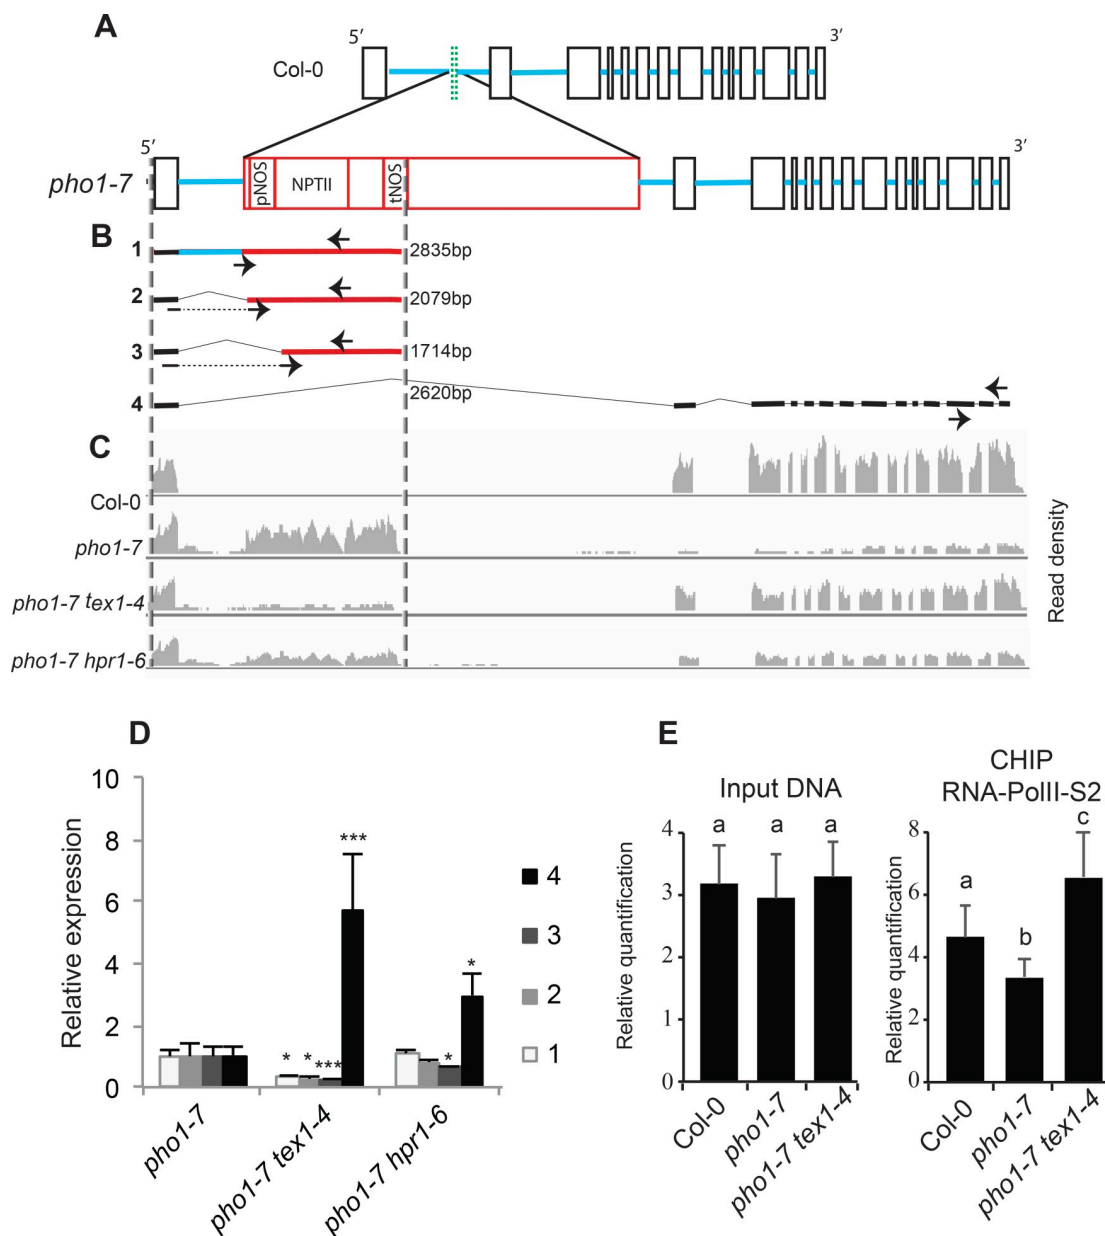 A
5′
3′
Col-0
5′
3′
pho1-7
pNOS
NPTII
tNOS
B
1
2835bp
2
2079bp
3
1714bp
4
2620bp
C
Col-0
pho1-7
pho1-7 tex1-4
pho1-7 hpr1-6
Read density
D
Relative expression
10
8
6
4
2
0
* * ***
***
*
*
4
3
2
1
pho1-7
pho1-7 tex1-4
pho1-7 hpr1-6
E
Input DNA
Relative quantification
4
3
2
1
0
a a a
Col-0
pho1-7
pho1-7 tex1-4
CHIP
RNA-PolII-S2
Relative quantification
8
6
4
2
0
a
b
c
Col-0
pho1-7
pho1-7 tex1-4